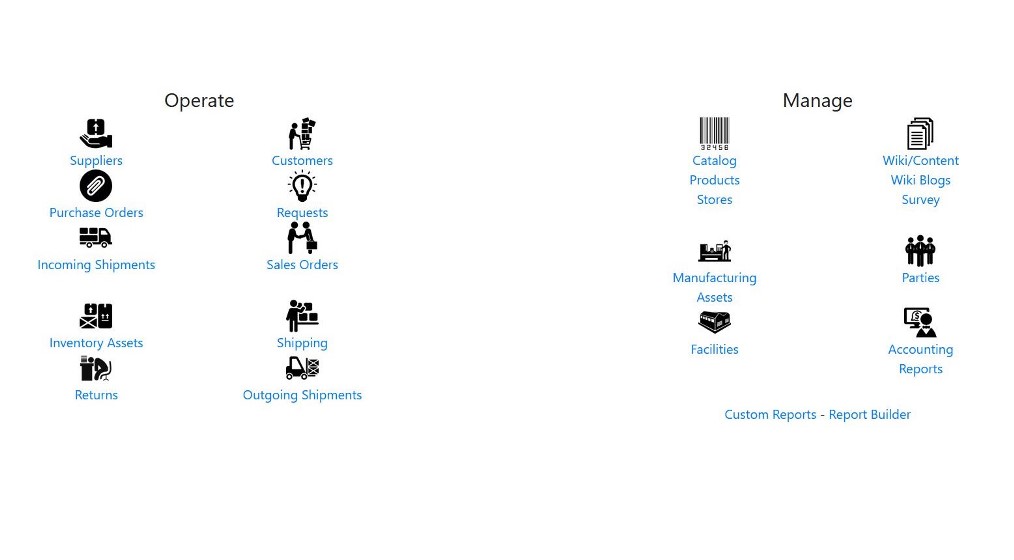 Operate
Suppliers
Customers
Purchase Orders
Requests
Incoming Shipments
Sales Orders
Inventory Assets
Shipping
Returns
Outgoing Shipments
Manage
32456
Catalog
Products
Stores
Wiki/Content
Wiki Blogs
Survey
Manufacturing
Assets
Parties
Facilities
Accounting
Reports
Custom Reports - Report Builder